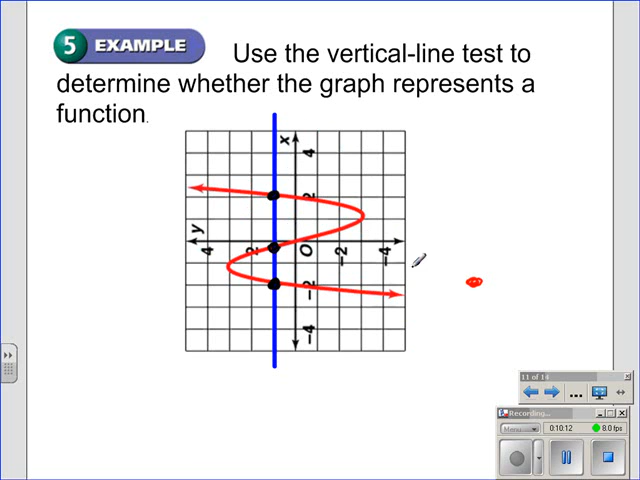 5 EXAMPLE Use the vertical-line test to
determine whether the graph represents a
function.
x
4
2
y
4
2
O
-2
-4
-2
-4
11 of 14
...
Recording...
0:10:12
8.0 fps
Menu